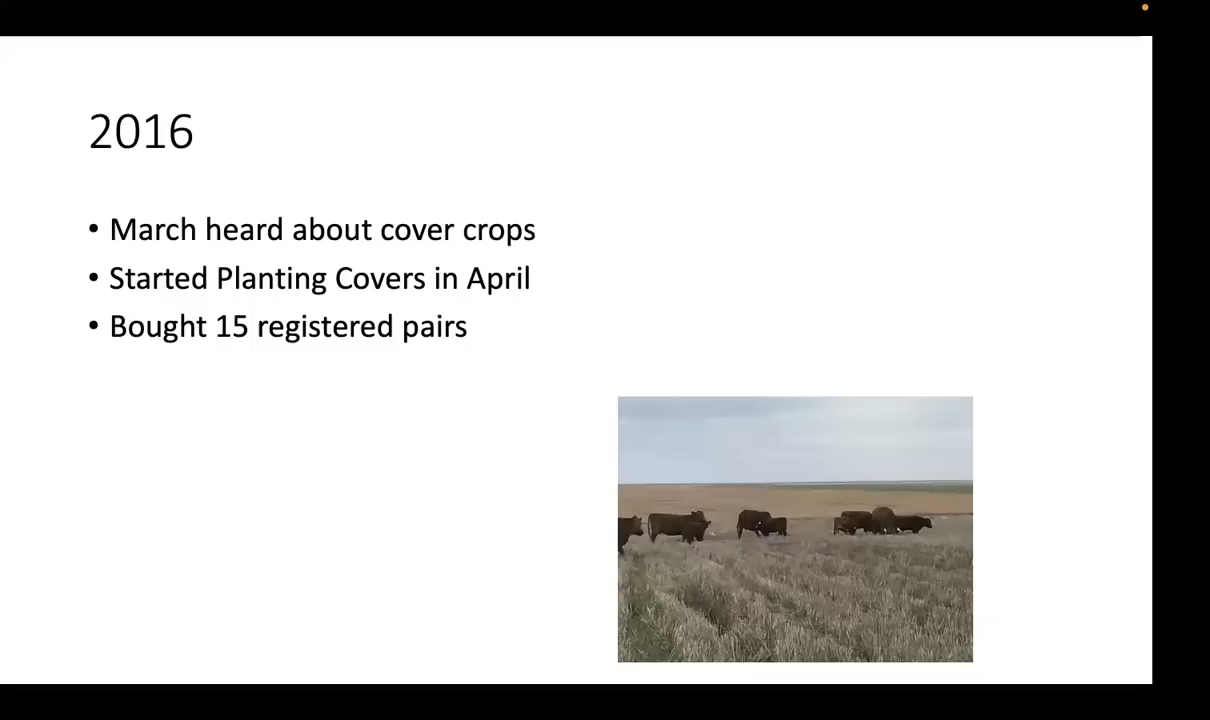 2016
• March heard about cover crops
• Started Planting Covers in April
• Bought 15 registered pairs